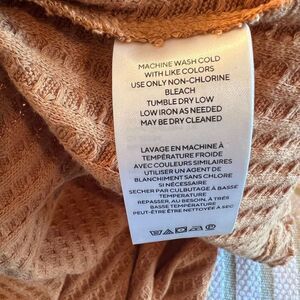 MACHINE WASH COLD
WITH LIKE COLORS
USE ONLY NON-CHLORINE
BLEACH
TUMBLE DRY LOW
LOW IRON AS NEEDED
MAY BE DRY CLEANED
LAVAGE EN MACHINE À
TEMPÉRATURE FROIDE
AVEC COULEURS SIMILAIRES
UTILISER UN AGENT DE
BLANCHIMENT SANS CHLORE
SI NÉCESSAIRE
SECHER PAR CULBUTAGE À BASSE
TEMPERATURE
REPASSER, AU BESOIN, À TRÈS
BASSE TEMPÉRATURE
PEUT-ÊTRE ÊTRE NETTOYÉ À SEC